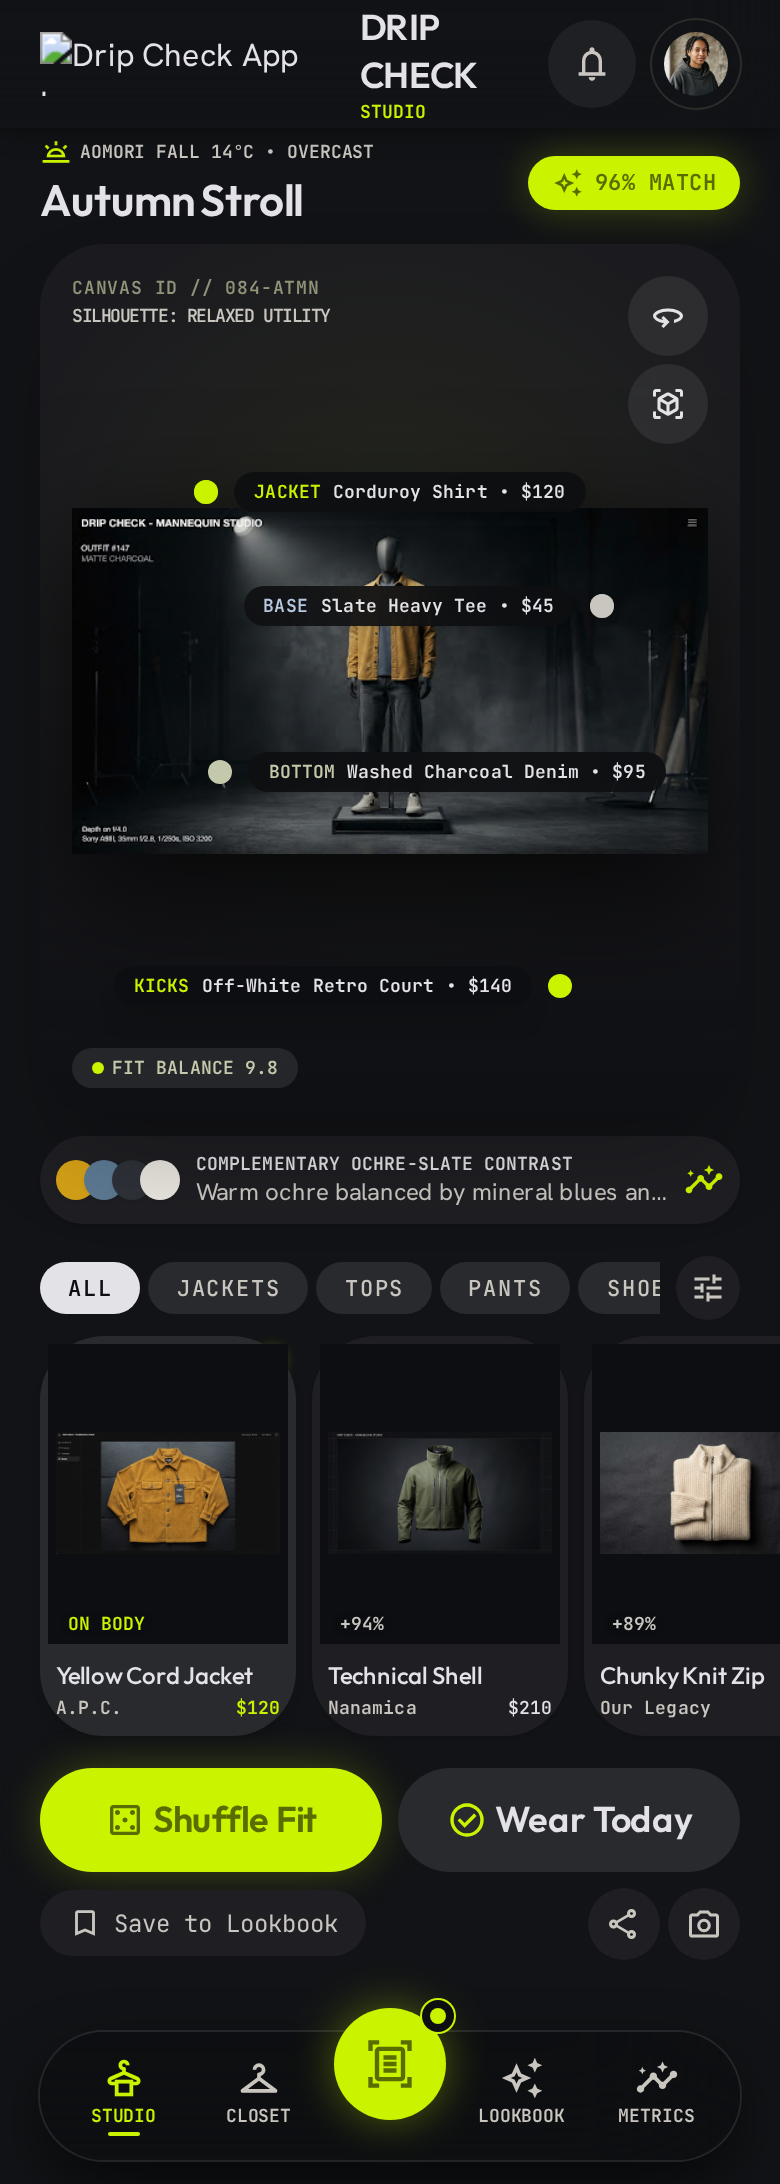 Drip Check App
.
DRIP
CHECK
STUDIO
AOMORI FALL 14°C • OVERCAST
Autumn Stroll
96% MATCH
CANVAS ID // 084-ATMN
SILHOUETTE: RELAXED UTILITY
JACKET Corduroy Shirt • $120
DRIP CHECK - MANNEQUIN STUDIO
OUTFIT #147
MATTE CHARCOAL
BASE Slate Heavy Tee • $45
BOTTOM Washed Charcoal Denim • $95
Depth on f/4.0
KICKS Off-White Retro Court • $140
FIT BALANCE 9.8
COMPLEMENTARY OCHRE-SLATE CONTRAST
Warm ochre balanced by mineral blues an...
ALL JACKETS TOPS PANTS SHOE
ON BODY
Yellow Cord Jacket
A.P.C. $120
+94%
Technical Shell
Nanamica $210
+89%
Chunky Knit Zip
Our Legacy
Shuffle Fit
Wear Today
Save to Lookbook
STUDIO CLOSET LOOKBOOK METRICS